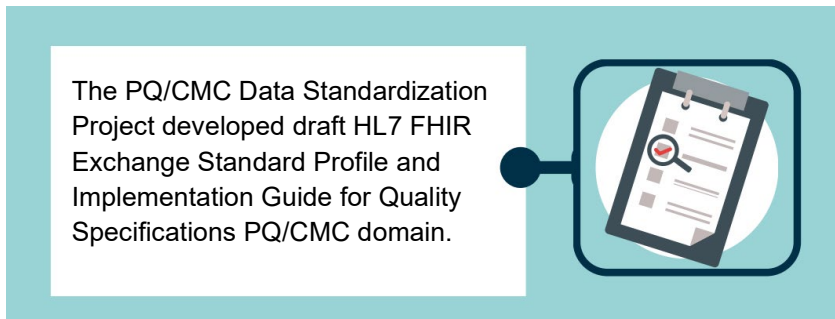 The PQ/CMC Data Standardization
Project developed draft HL7 FHIR
Exchange Standard Profile and
Implementation Guide for Quality
Specifications PQ/CMC domain.